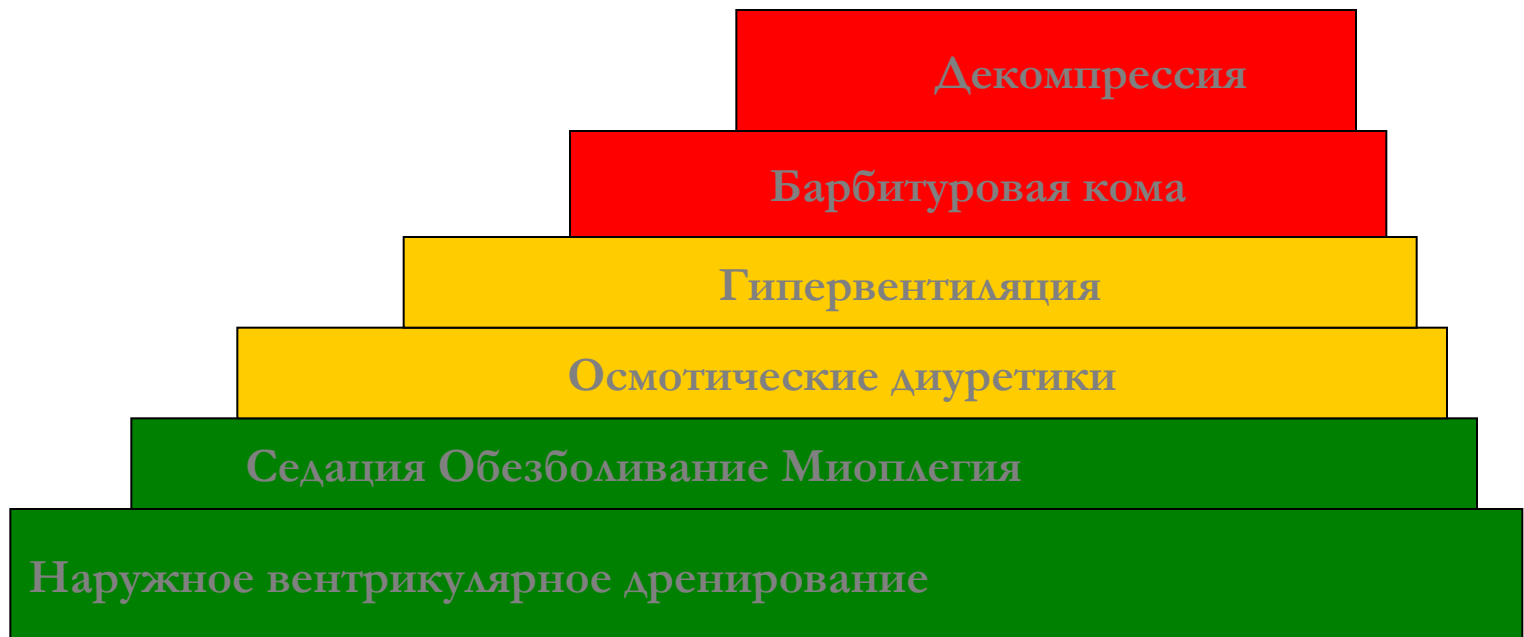 Декомпрессия
Барбитуровая кома
Гипервентиляция
Осмотические диуретики
Седация Обезболивание Миоплегия
Наружное вентрикулярное дренирование